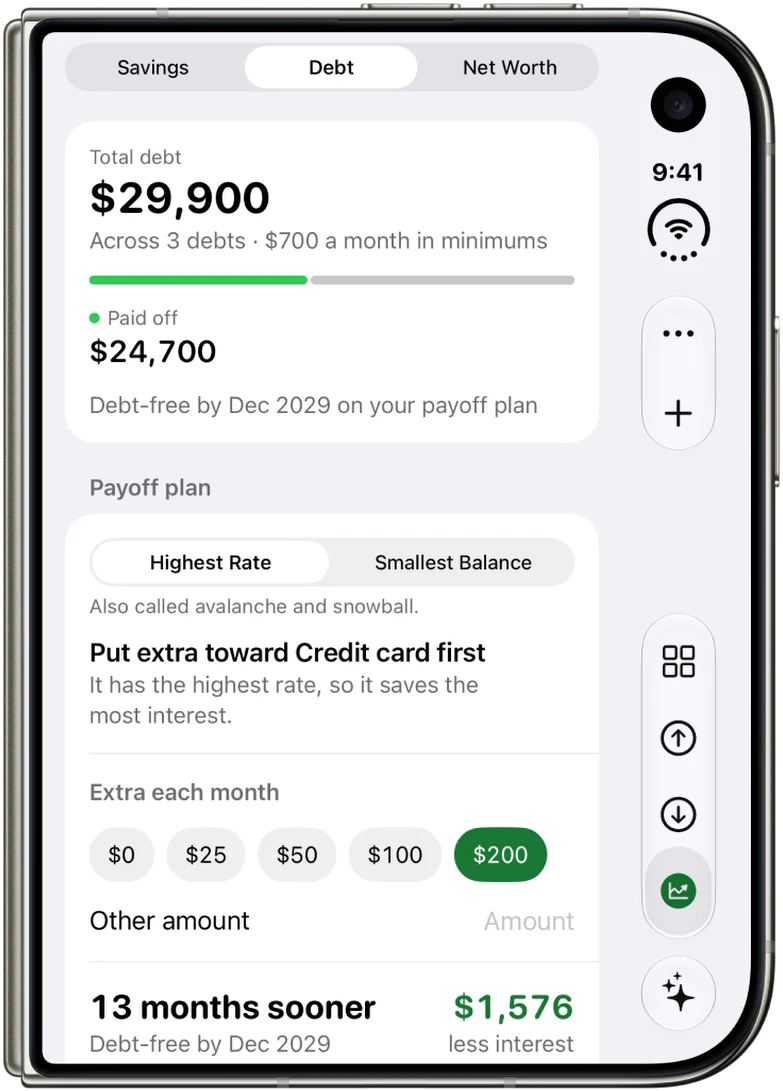 Savings
Debt
Net Worth
9:41
Total debt
$29,900
Across 3 debts · $700 a month in minimums
Paid off
$24,700
Debt-free by Dec 2029 on your payoff plan
Payoff plan
Highest Rate
Smallest Balance
Also called avalanche and snowball.
Put extra toward Credit card first
It has the highest rate, so it saves the
most interest.
Extra each month
$0
$25
$50
$100
$200
Other amount
Amount
13 months sooner
$1,576
Debt-free by Dec 2029
less interest